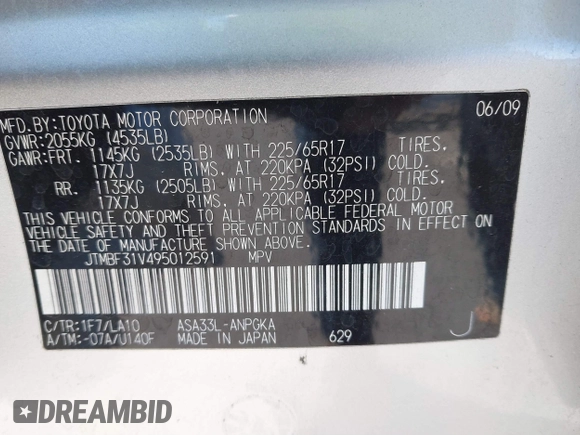 MFD.BY:TOYOTA MOTOR CORPORATION 06/09
GVWR:2055KG (4535LB)
GAWR:FRT. 1145KG (2535LB) WITH 225/65R17 TIRES.
17X7J RIMS. AT 220KPA (32PSI) COLD.
RR. 1135KG (2505LB) WITH 225/65R17 TIRES.
17X7J RIMS. AT 220KPA (32PSI) COLD.
THIS VEHICLE CONFORMS TO ALL APPLICABLE FEDERAL MOTOR
VEHICLE SAFETY AND THEFT PREVENTION STANDARDS IN EFFECT ON
THE DATE OF MANUFACTURE SHOWN ABOVE.
JTMBF31V495012591 MPV
C/TR:1F7/LA10 ASA33L-ANPGKA J
A/TM:-07A/U140F MADE IN JAPAN 629
DREAMBID